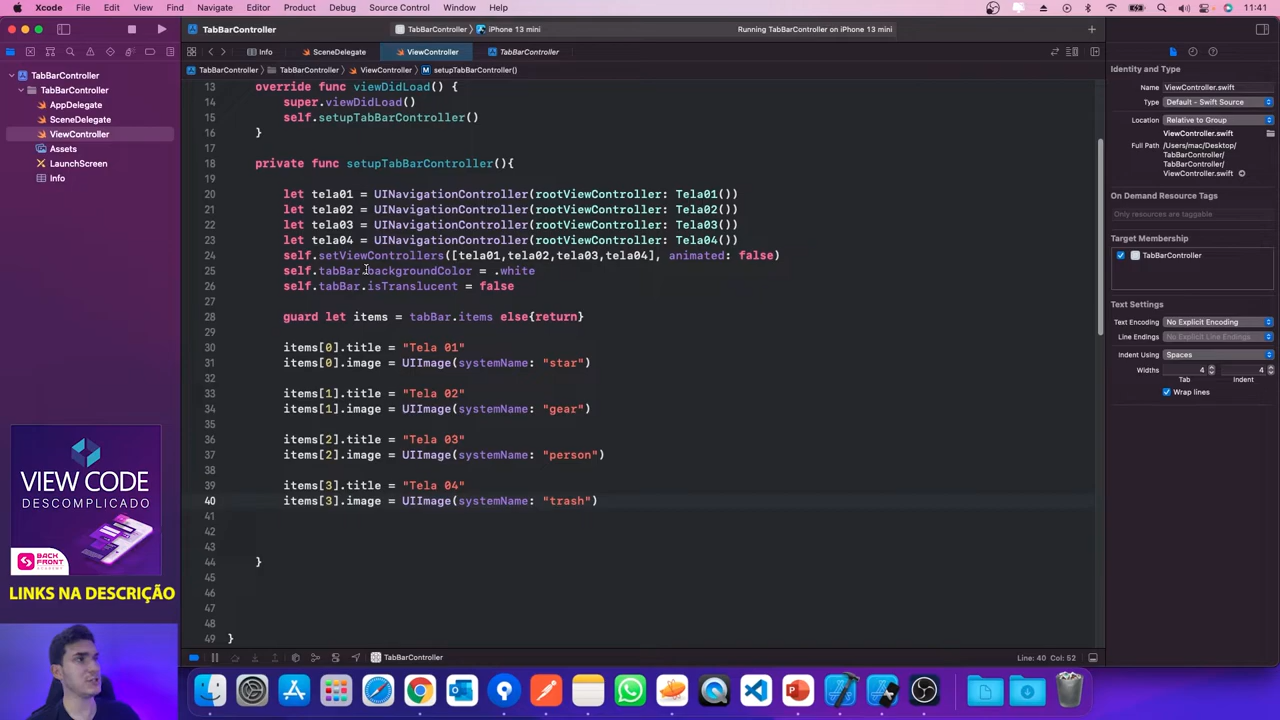 Xcode File Edit View Find Navigate Editor Product Debug Source Control Window Help 11:41
TabBarController TabBarController iPhone 13 mini Running TabBarController on iPhone 13 mini
Info SceneDelegate ViewController TabBarController
TabBarController TabBarController ViewController M setupTabBarController()
TabBarController
TabBarController
AppDelegate
SceneDelegate
ViewController
Assets
LaunchScreen
Info
13 override func viewDidLoad() {
14 super.viewDidLoad()
15 self.setupTabBarController()
16 }
17
18 private func setupTabBarController(){
19
20 let tela01 = UINavigationController(rootViewController: Tela01())
21 let tela02 = UINavigationController(rootViewController: Tela02())
22 let tela03 = UINavigationController(rootViewController: Tela03())
23 let tela04 = UINavigationController(rootViewController: Tela04())
24 self.setViewControllers([tela01,tela02,tela03,tela04], animated: false)
25 self.tabBar.backgroundColor = .white
26 self.tabBar.isTranslucent = false
27
28 guard let items = tabBar.items else{return}
29
30 items[0].title = "Tela 01"
31 items[0].image = UIImage(systemName: "star")
32
33 items[1].title = "Tela 02"
34 items[1].image = UIImage(systemName: "gear")
35
36 items[2].title = "Tela 03"
37 items[2].image = UIImage(systemName: "person")
38
39 items[3].title = "Tela 04"
40 items[3].image = UIImage(systemName: "trash")
41
42
43
44 }
45
46
47
48
49 }
Identity and Type
Name ViewController.swift
Type Default - Swift Source
Location Relative to Group
ViewController.swift
Full Path /Users/mac/Desktop/
TabBarController/
TabBarController/
ViewController.swift
On Demand Resource Tags
Only resources are taggable
Target Membership
TabBarController
Text Settings
Text Encoding No Explicit Encoding
Line Endings No Explicit Line Endings
Indent Using Spaces
Widths 4 4
Tab Indent
Wrap lines
VIEW CODE
DESCOMPLICADO
BACK
FRONT
ACADEMY
LINKS NA DESCRIÇÃO
TabBarController Line: 40 Col: 52